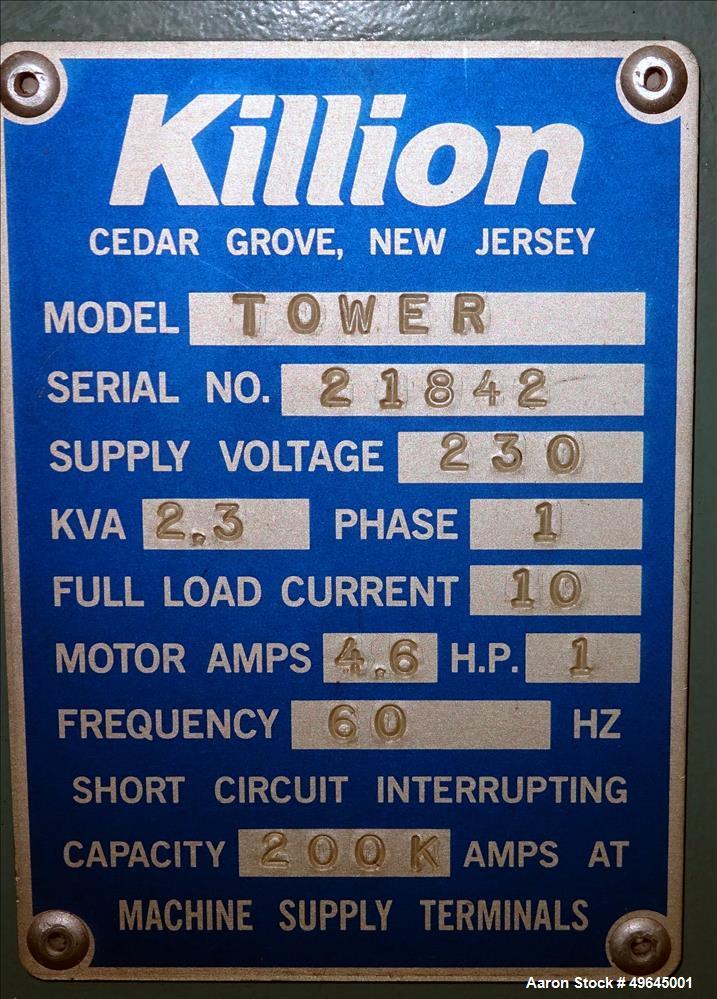 Killion
CEDAR GROVE, NEW JERSEY
MODEL TOWER
SERIAL NO. 21842
SUPPLY VOLTAGE 230
KVA 2.3 PHASE 1
FULL LOAD CURRENT 10
MOTOR AMPS 4.6 H.P. 1
FREQUENCY 60 HZ
SHORT CIRCUIT INTERRUPTING
CAPACITY 200K AMPS AT
MACHINE SUPPLY TERMINALS
Aaron Stock # 49645001